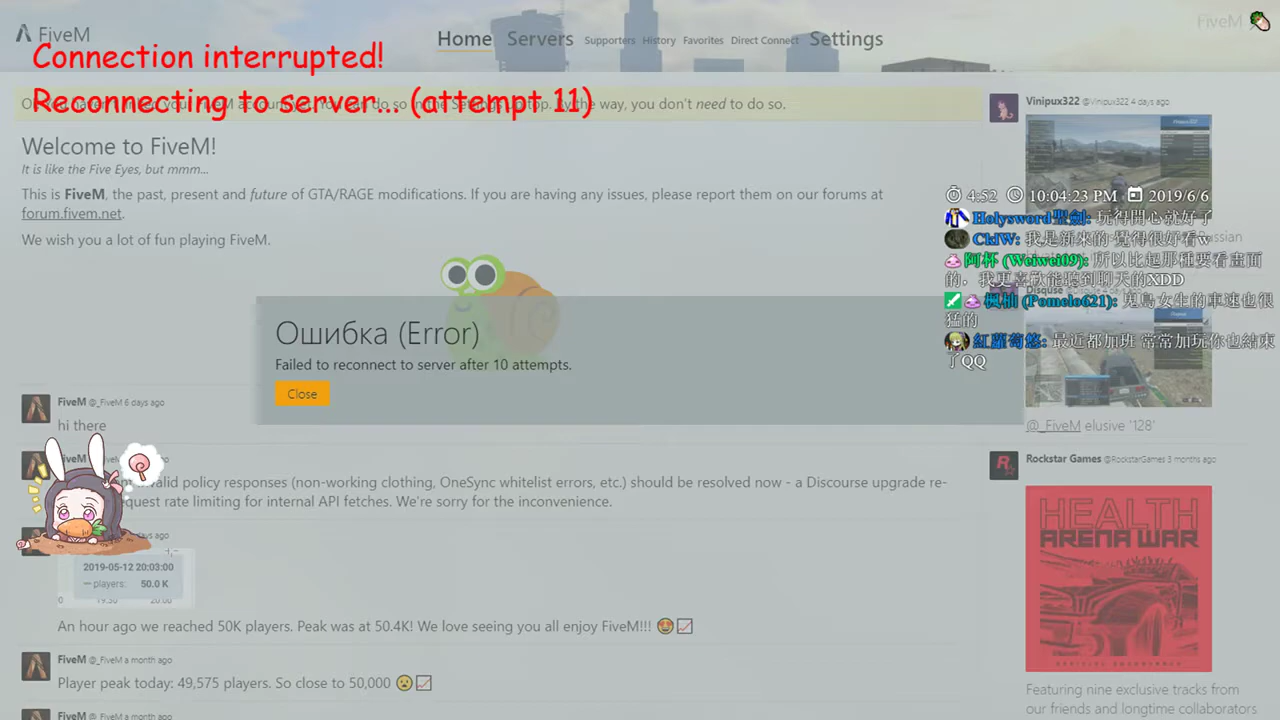 FiveM
Home Servers Supporters History Favorites Direct Connect Settings
FiveM
Connection interrupted!
Reconnecting to server... (attempt 11)
By the way, you don't need to do so.
Welcome to FiveM!
It is like the Five Eyes, but mmm...
This is FiveM, the past, present and future of GTA/RAGE modifications. If you are having any issues, please report them on our forums at
forum.fivem.net.
We wish you a lot of fun playing FiveM.
Ошибка (Error)
Failed to reconnect to server after 10 attempts.
Close
FiveM @_FiveM 6 days ago
hi there
valid policy responses (non-working clothing, OneSync whitelist errors, etc.) should be resolved now - a Discourse upgrade re-
quest rate limiting for internal API fetches. We're sorry for the inconvenience.
days ago
2019-05-12 20:03:00
players: 50.0 K
0 19:30 20:00
An hour ago we reached 50K players. Peak was at 50.4K! We love seeing you all enjoy FiveM!!!
FiveM @_FiveM a month ago
Player peak today: 49,575 players. So close to 50,000
FiveM @_FiveM a month ago
Vinipux322 @Vinipux322 4 days ago
4:52 10:04:23 PM 2019/6/6
Holysword聖劍: 玩得開心就好了
CkIW: 我是新來的 覺得很好看w
阿杯 (Weiwei09): 所以比起那種要看畫面
的，我更喜歡能聽到聊天的XDD
楓柚 (Pomelo621): 兔島女生的車速也很
猛的
紅蘿蔔悠: 最近都加班 常常加玩你也結束
了QQ
@_FiveM elusive '128'
Rockstar Games @RockstarGames 3 months ago
HEALTH
ARENA WAR
Featuring nine exclusive tracks from
our friends and longtime collaborators